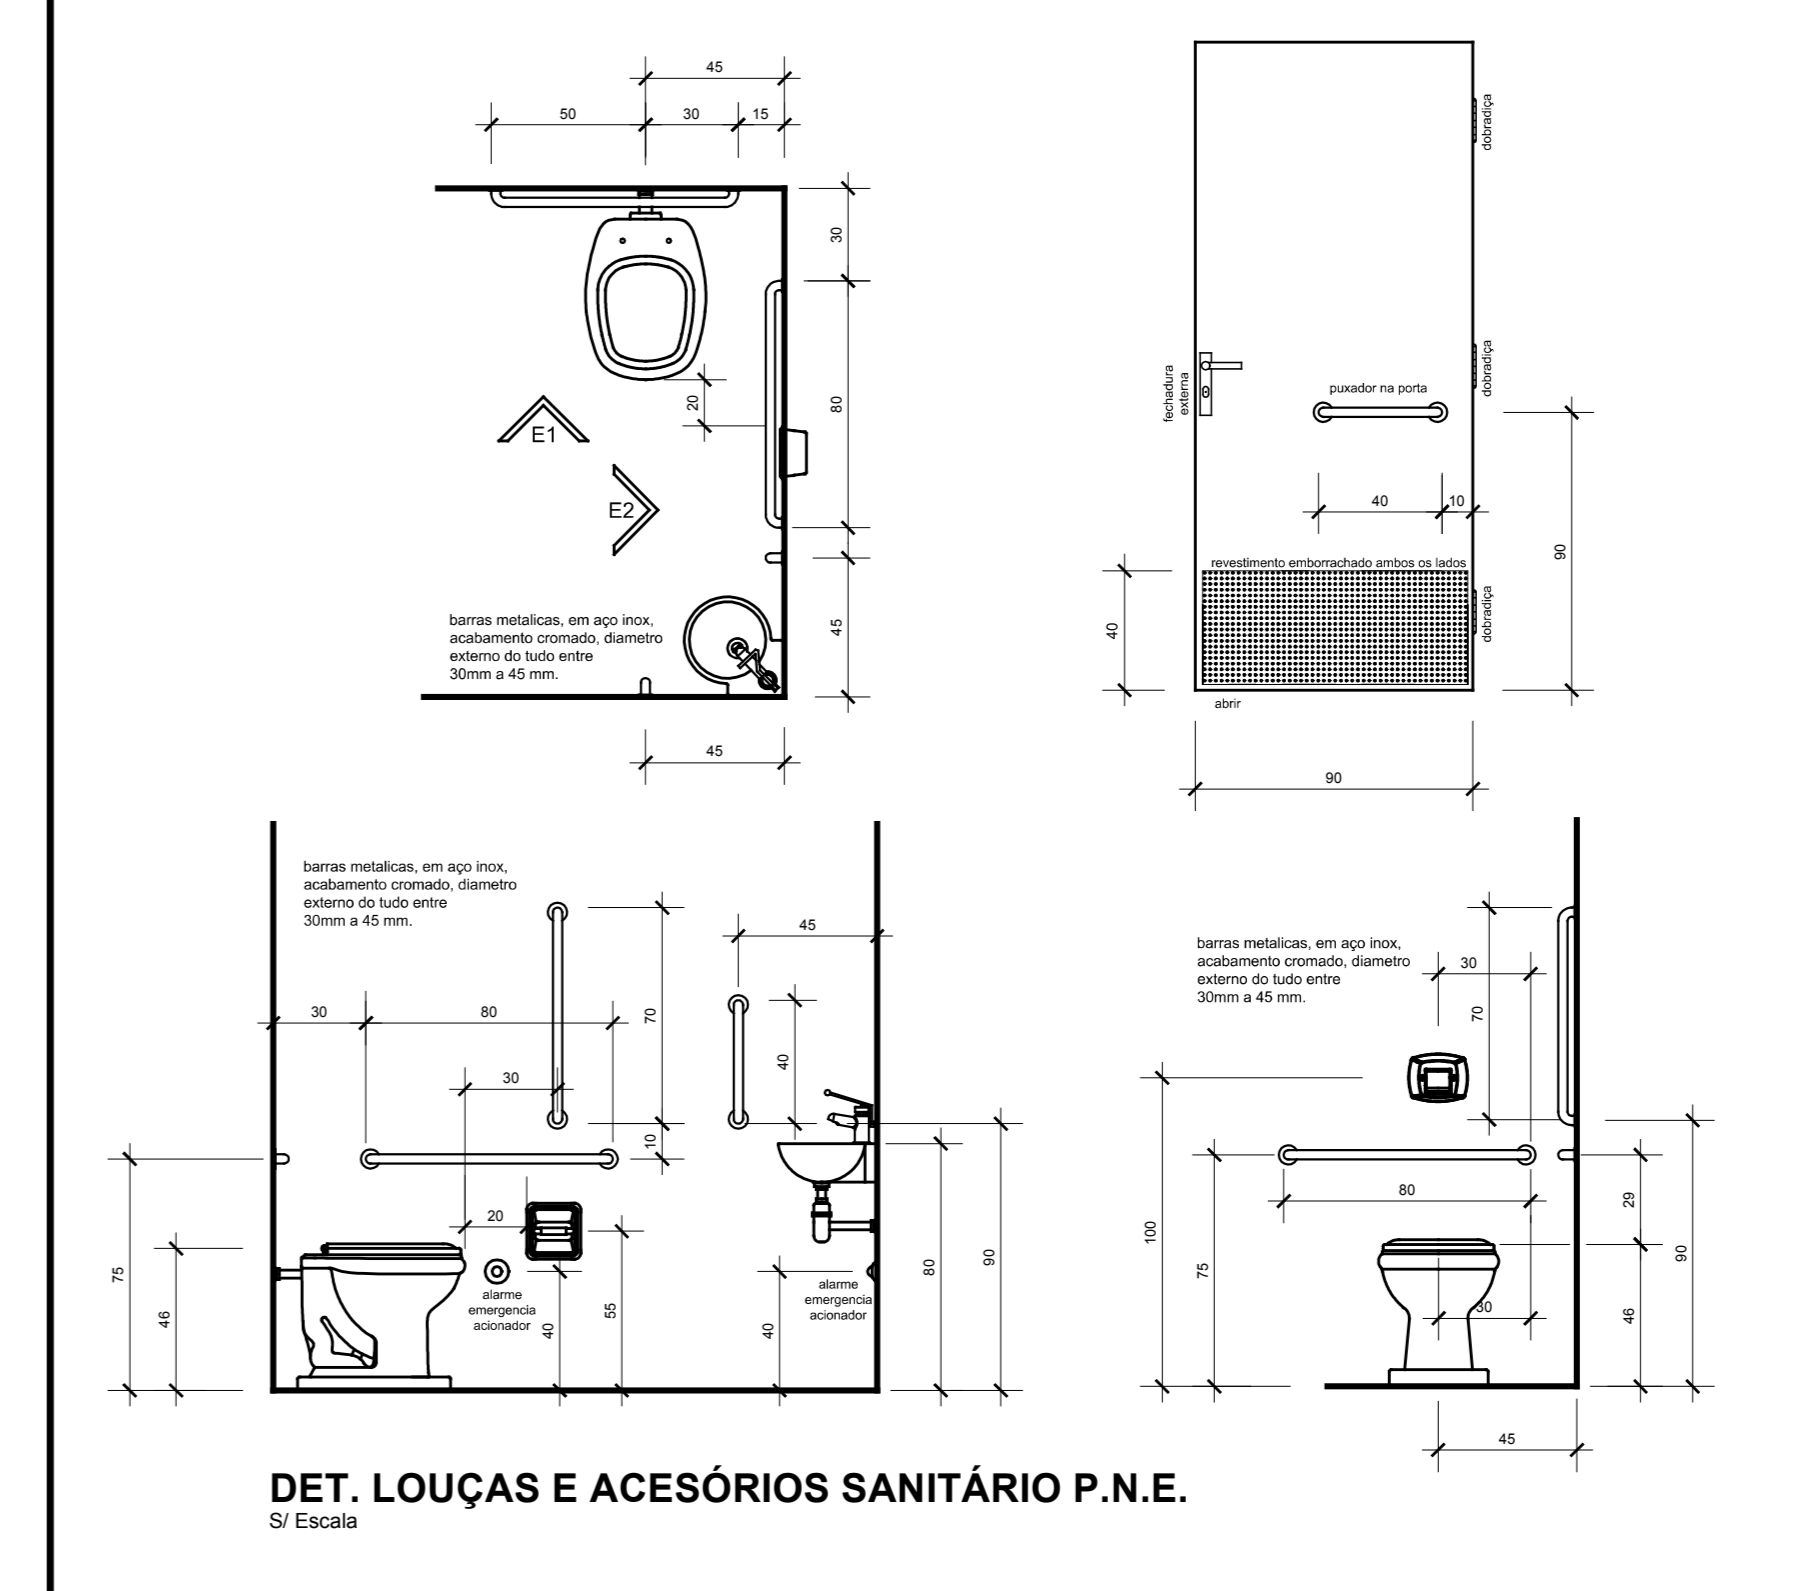 45
50
30
15
30
80
20
E1
E2
45
barras metalicas, em aço inox,
acabamento cromado, diametro
externo do tudo entre
30mm a 45 mm.
45
dobradiça
dobradiça
dobradiça
fechadura
externa
puxador na porta
40
10
90
revestimento emborrachado ambos os lados
40
abrir
90
barras metalicas, em aço inox,
acabamento cromado, diametro
externo do tudo entre
30mm a 45 mm.
45
30
80
70
40
30
10
20
75
46
alarme
emergencia
acionador
40
55
40
alarme
emergencia
acionador
80
90
barras metalicas, em aço inox,
acabamento cromado, diametro
externo do tudo entre
30mm a 45 mm.
30
70
80
29
100
75
30
46
90
45
DET. LOUÇAS E ACESÓRIOS SANITÁRIO P.N.E.
S/ Escala